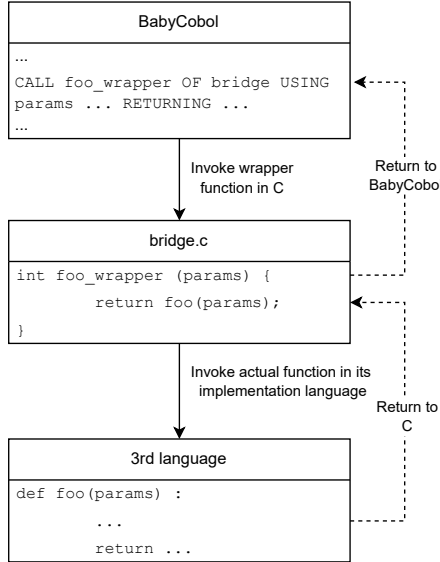 BabyCobol
...
CALL foo_wrapper OF bridge USING
params ... RETURNING ...
...
Invoke wrapper
function in C
Return to
BabyCobo
bridge.c
int foo_wrapper (params) {
return foo(params);
}
Invoke actual function in its
implementation language
Return to
C
3rd language
def foo(params) :
...
return ...